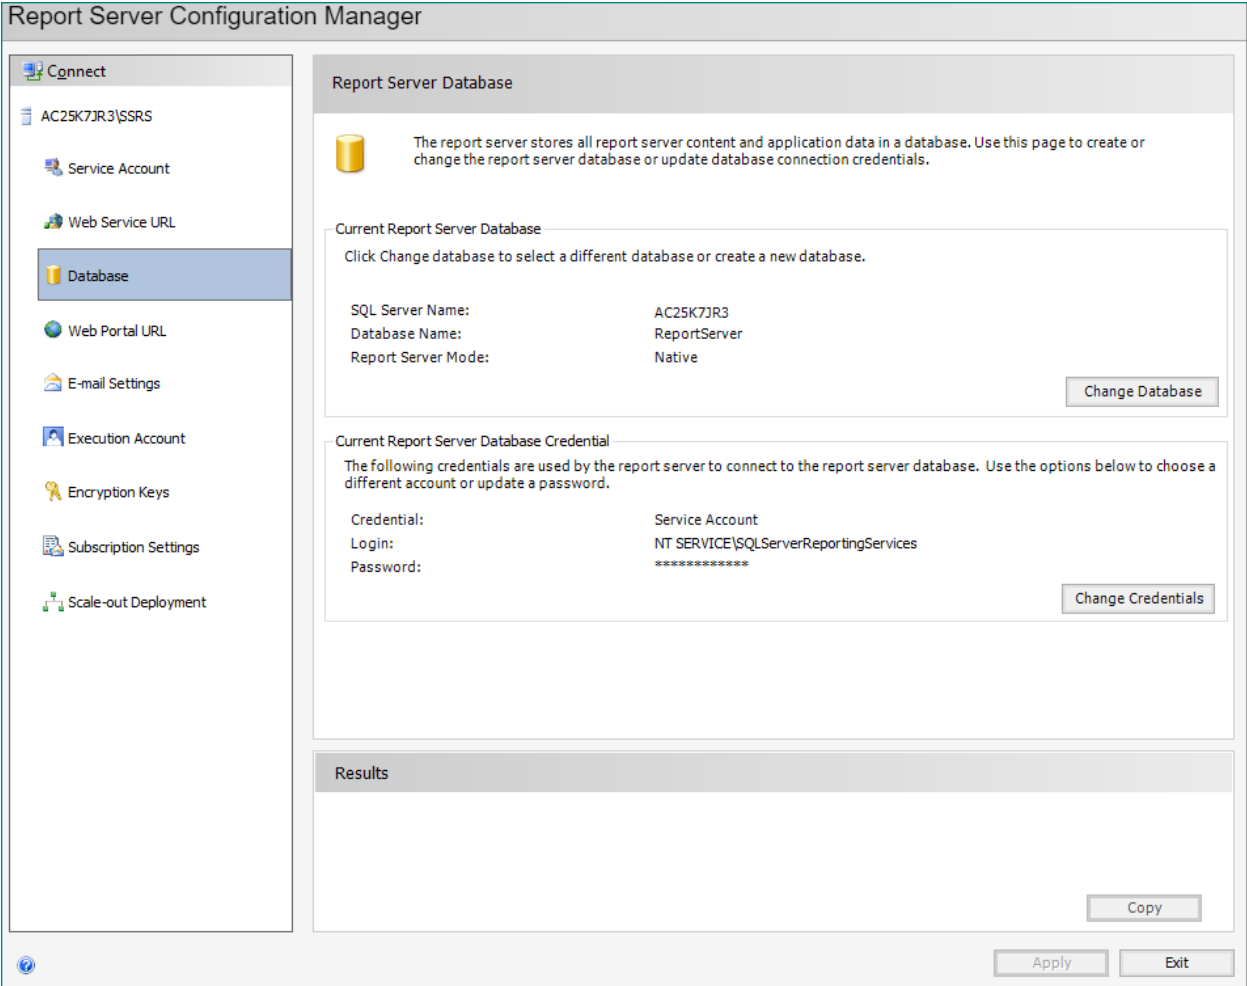 Report Server Configuration Manager
Connect
AC25K7JR3\SSRS
Service Account
Web Service URL
Database
Web Portal URL
E-mail Settings
Execution Account
Encryption Keys
Subscription Settings
Scale-out Deployment
Report Server Database
The report server stores all report server content and application data in a database. Use this page to create or
change the report server database or update database connection credentials.
Current Report Server Database
Click Change database to select a different database or create a new database.
SQL Server Name: AC25K7JR3
Database Name: ReportServer
Report Server Mode: Native
Change Database
Current Report Server Database Credential
The following credentials are used by the report server to connect to the report server database. Use the options below to choose a
different account or update a password.
Credential: Service Account
Login: NT SERVICE\SQLServerReportingServices
Password: ************
Change Credentials
Results
Copy
Apply
Exit